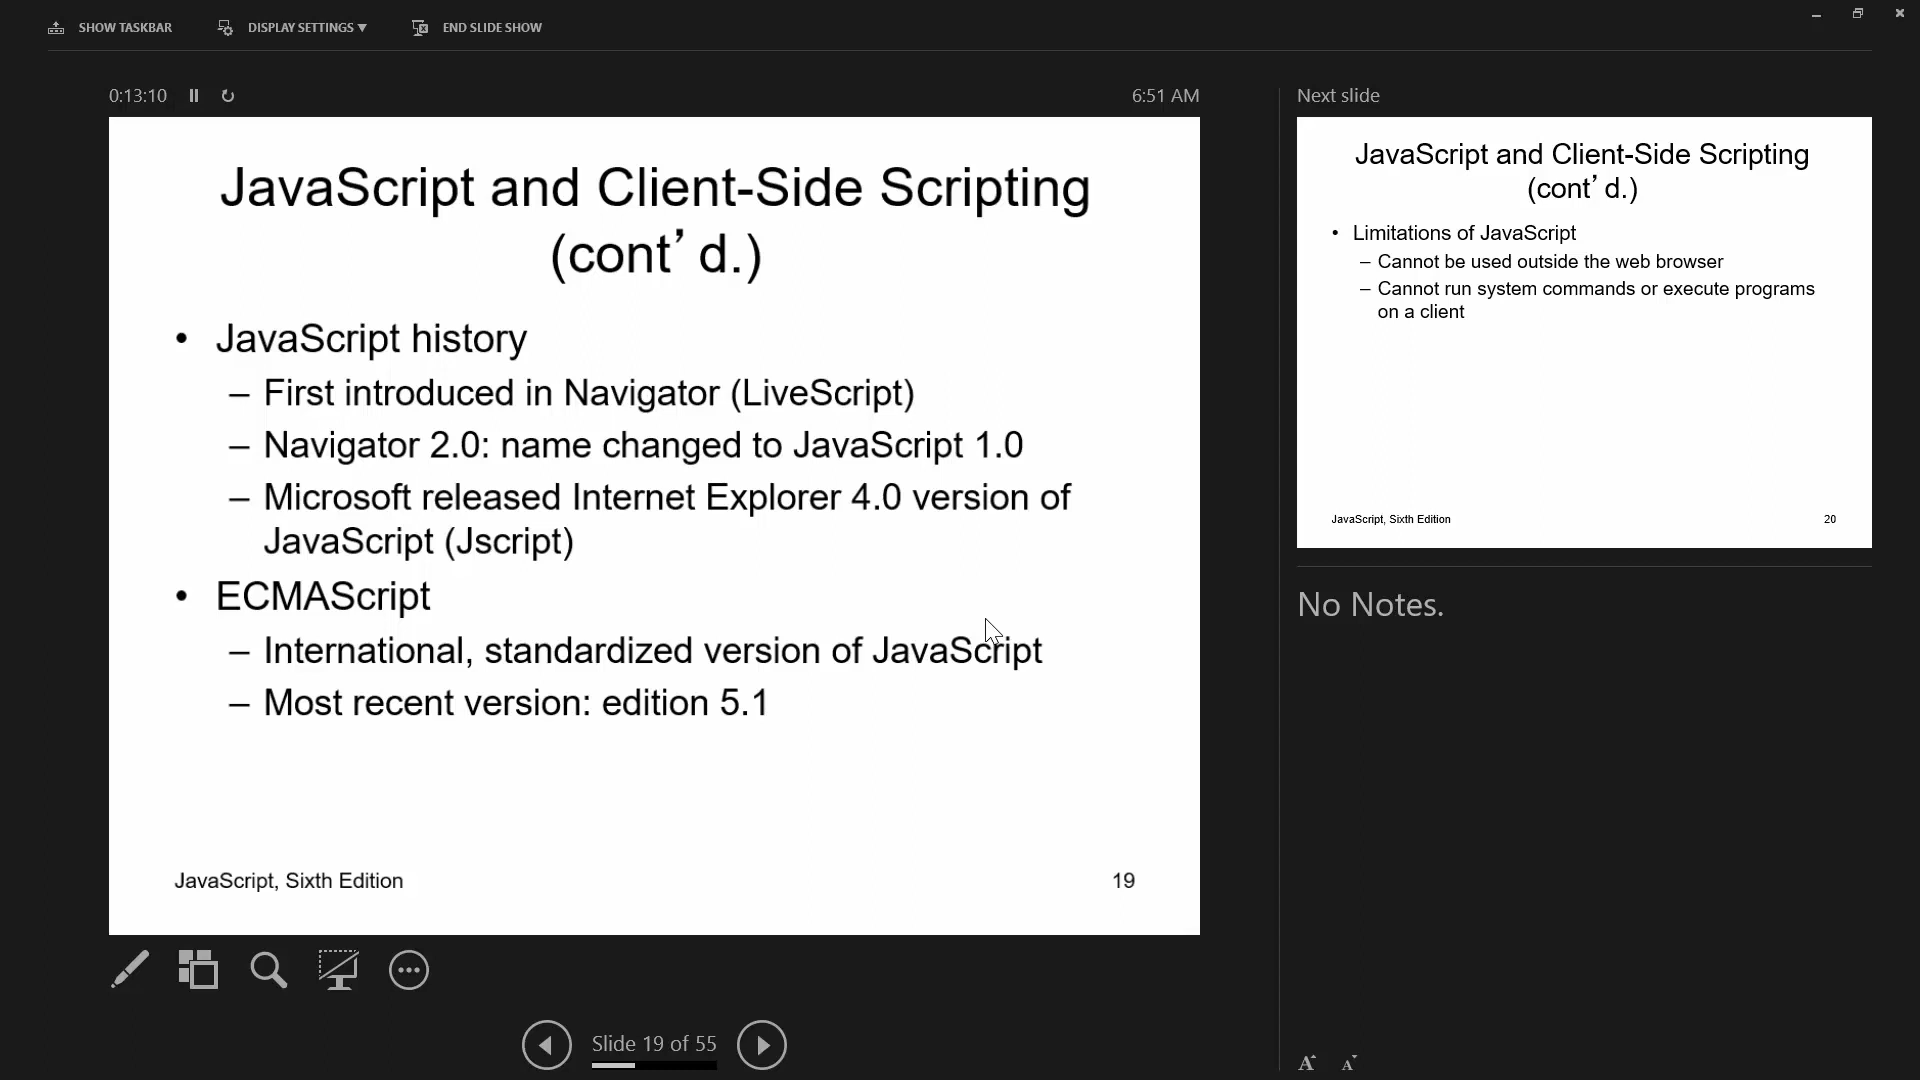 SHOW TASKBAR
DISPLAY SETTINGS ▾
END SLIDE SHOW
0:13:10
6:51 AM
JavaScript and Client-Side Scripting
(cont’d.)
• JavaScript history
– First introduced in Navigator (LiveScript)
– Navigator 2.0: name changed to JavaScript 1.0
– Microsoft released Internet Explorer 4.0 version of
JavaScript (Jscript)
• ECMAScript
– International, standardized version of JavaScript
– Most recent version: edition 5.1
JavaScript, Sixth Edition
19
Slide 19 of 55
Next slide
JavaScript and Client-Side Scripting
(cont’d.)
• Limitations of JavaScript
– Cannot be used outside the web browser
– Cannot run system commands or execute programs
on a client
JavaScript, Sixth Edition
20
No Notes.
A A